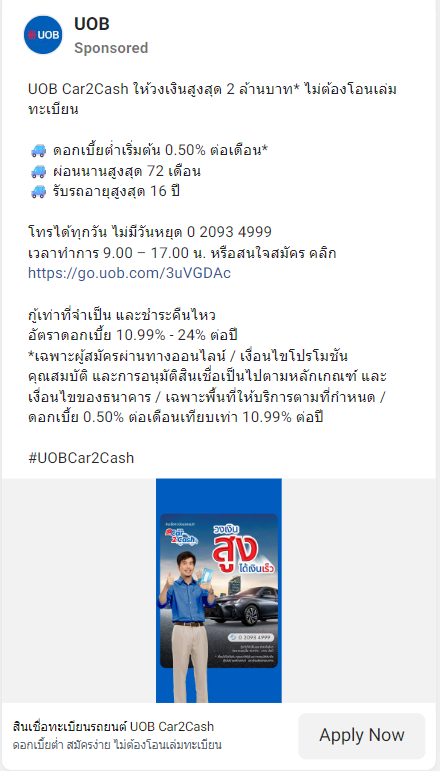 UOB
UOB
Sponsored
UOB Car2Cash ให้วงเงินสูงสุด 2 ล้านบาท* ไม่ต้องโอนเล่ม
ทะเบียน
ดอกเบี้ยต่ำเริ่มต้น 0.50% ต่อเดือน*
ผ่อนนานสูงสุด 72 เดือน
รับรถอายุสูงสุด 16 ปี
โทรได้ทุกวัน ไม่มีวันหยุด 0 2093 4999
เวลาทำการ 9.00 – 17.00 น. หรือสนใจสมัคร คลิก
https://go.uob.com/3uVGDAc
กู้เท่าที่จำเป็น และชำระคืนไหว
อัตราดอกเบี้ย 10.99% - 24% ต่อปี
*เฉพาะผู้สมัครผ่านทางออนไลน์ / เงื่อนไขโปรโมชัน
คุณสมบัติ และการอนุมัติสินเชื่อเป็นไปตามหลักเกณฑ์ และ
เงื่อนไขของธนาคาร / เฉพาะพื้นที่ให้บริการตามที่กำหนด /
ดอกเบี้ย 0.50% ต่อเดือนเทียบเท่า 10.99% ต่อปี
#UOBCar2Cash
Car
2Cash
วงเงิน
สูง
ได้เงินเร็ว
0 2093 4999
สินเชื่อทะเบียนรถยนต์ UOB Car2Cash
ดอกเบี้ยต่ำ สมัครง่าย ไม่ต้องโอนเล่มทะเบียน
Apply Now